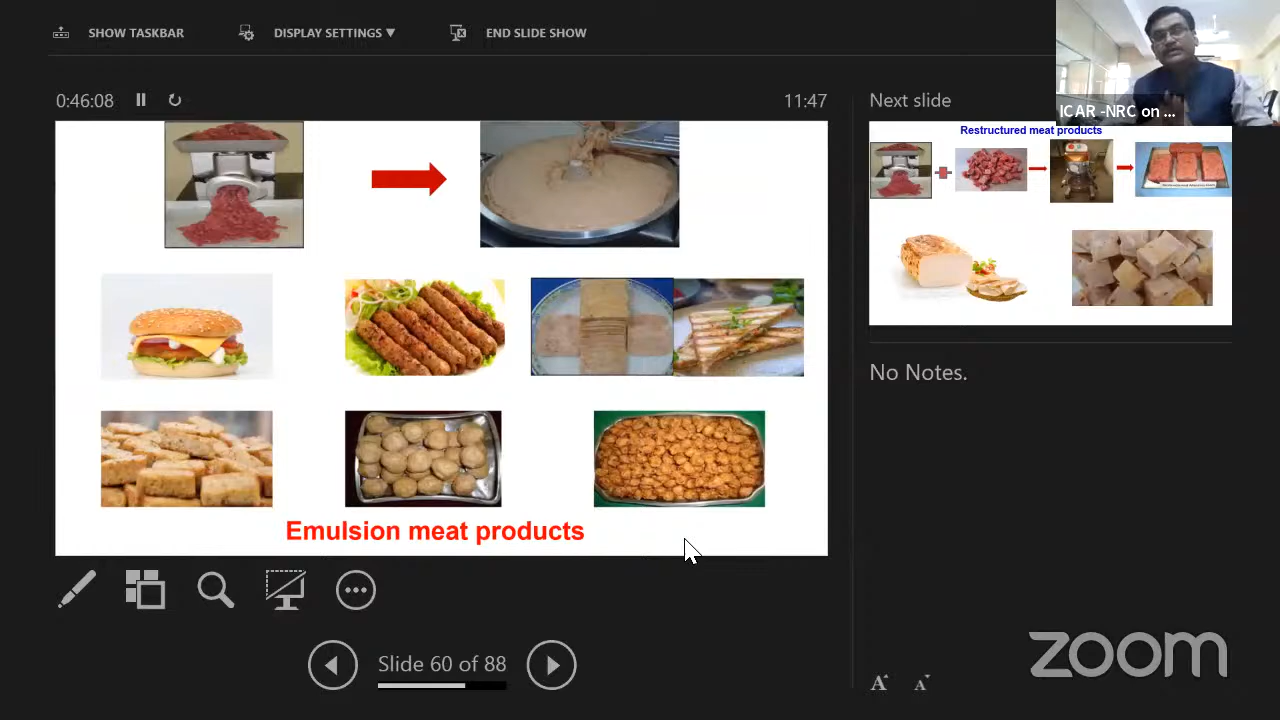 SHOW TASKBAR
DISPLAY SETTINGS ▼
END SLIDE SHOW
0:46:08
11:47
Next slide
ICAR -NRC on ...
Restructured meat products
No Notes.
Emulsion meat products
Slide 60 of 88
A A
zoom